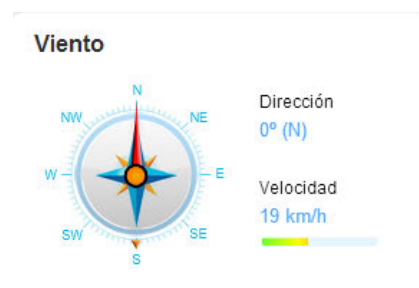 Viento
N
NW
NE
W
E
SW
SE
S
Dirección
0º (N)
Velocidad
19 km/h